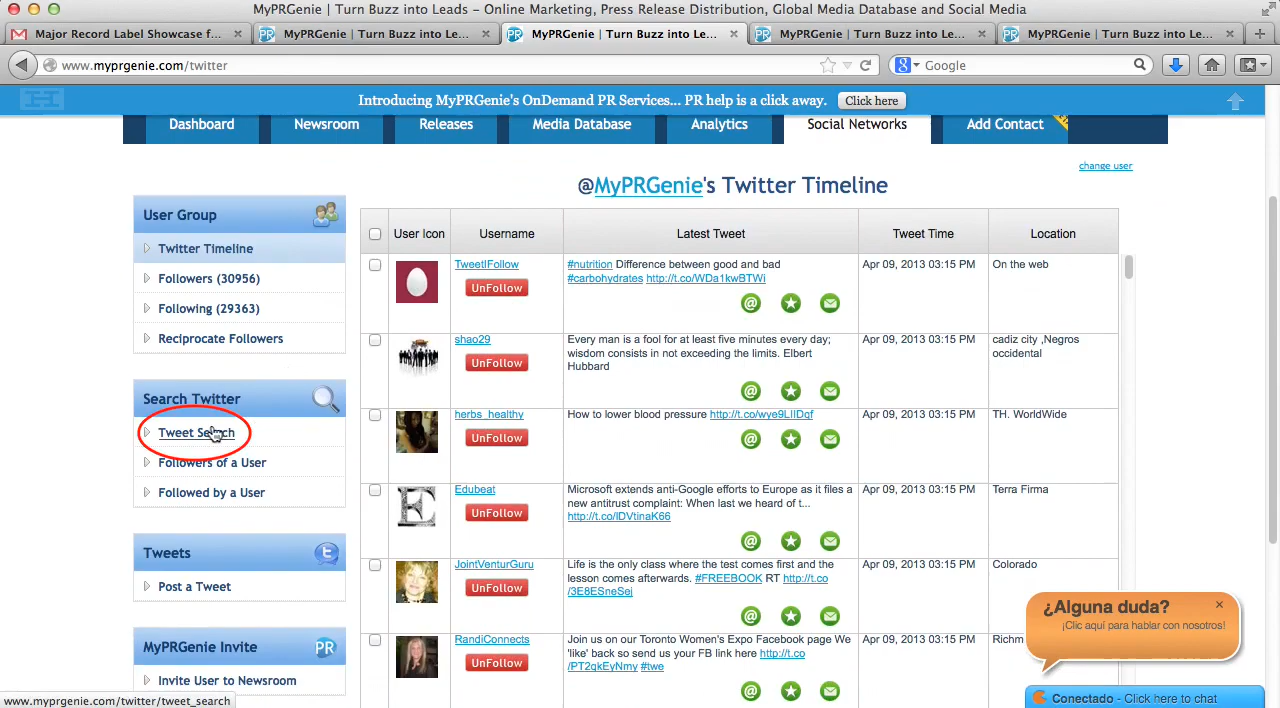 MyPRGenie | Turn Buzz into Leads – Online Marketing, Press Release Distribution, Global Media Database and Social Media
Major Record Label Showcase f...
MyPRGenie | Turn Buzz into Le...
MyPRGenie | Turn Buzz into Le...
MyPRGenie | Turn Buzz into Le...
MyPRGenie | Turn Buzz into Le...
www.myprgenie.com/twitter
Google
Introducing MyPRGenie's OnDemand PR Services... PR help is a click away. Click here
Dashboard
Newsroom
Releases
Media Database
Analytics
Social Networks
Add Contact
change user
@MyPRGenie's Twitter Timeline
User Group
Twitter Timeline
Followers (30956)
Following (29363)
Reciprocate Followers
Search Twitter
Tweet Search
Followers of a User
Followed by a User
Tweets
Post a Tweet
MyPRGenie Invite
PR
Invite User to Newsroom
User Icon Username Latest Tweet Tweet Time Location
TweetIFollow
UnFollow
#nutrition Difference between good and bad
#carbohydrates http://t.co/WDa1kwBTWi
Apr 09, 2013 03:15 PM
On the web
shao29
UnFollow
Every man is a fool for at least five minutes every day;
wisdom consists in not exceeding the limits. Elbert
Hubbard
Apr 09, 2013 03:15 PM
cadiz city ,Negros
occidental
herbs_healthy
UnFollow
How to lower blood pressure http://t.co/wye9LIIDqf
Apr 09, 2013 03:15 PM
TH. WorldWide
Edubeat
UnFollow
Microsoft extends anti-Google efforts to Europe as it files a
new antitrust complaint: When last we heard of t...
http://t.co/IDVtinaK66
Apr 09, 2013 03:15 PM
Terra Firma
JointVenturGuru
UnFollow
Life is the only class where the test comes first and the
lesson comes afterwards. #FREEBOOK RT http://t.co
/3E8ESneSej
Apr 09, 2013 03:15 PM
Colorado
RandiConnects
UnFollow
Join us on our Toronto Women's Expo Facebook page We
'like' back so send us your FB link here http://t.co
/PT2qkEyNmy #twe
Apr 09, 2013 03:15 PM
Richm
¿Alguna duda?
¡Clic aquí para hablar con nosotros!
Conectado - Click here to chat
www.myprgenie.com/twitter/tweet_search